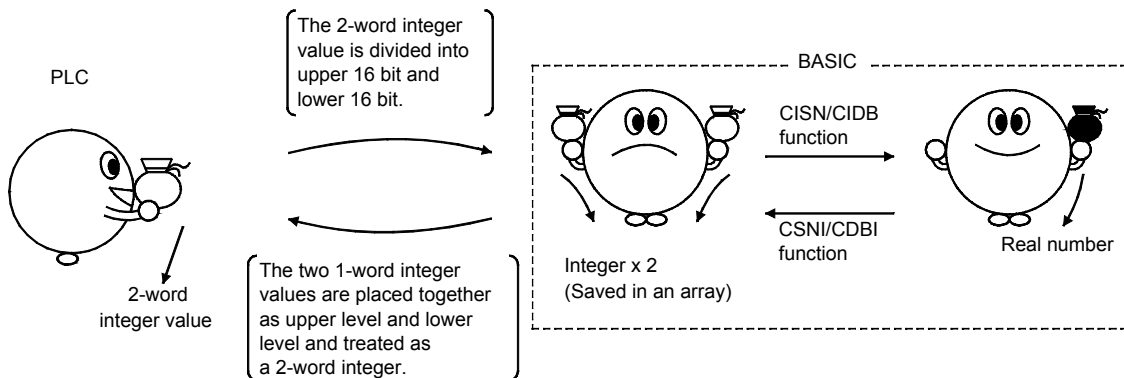 The 2-word integer
value is divided into
upper 16 bit and
lower 16 bit.
PLC
BASIC
CISN/CIDB
function
CSNI/CDBI
function
Real number
Integer x 2
(Saved in an array)
2-word
integer value
The two 1-word integer
values are placed together
as upper level and lower
level and treated as
a 2-word integer.